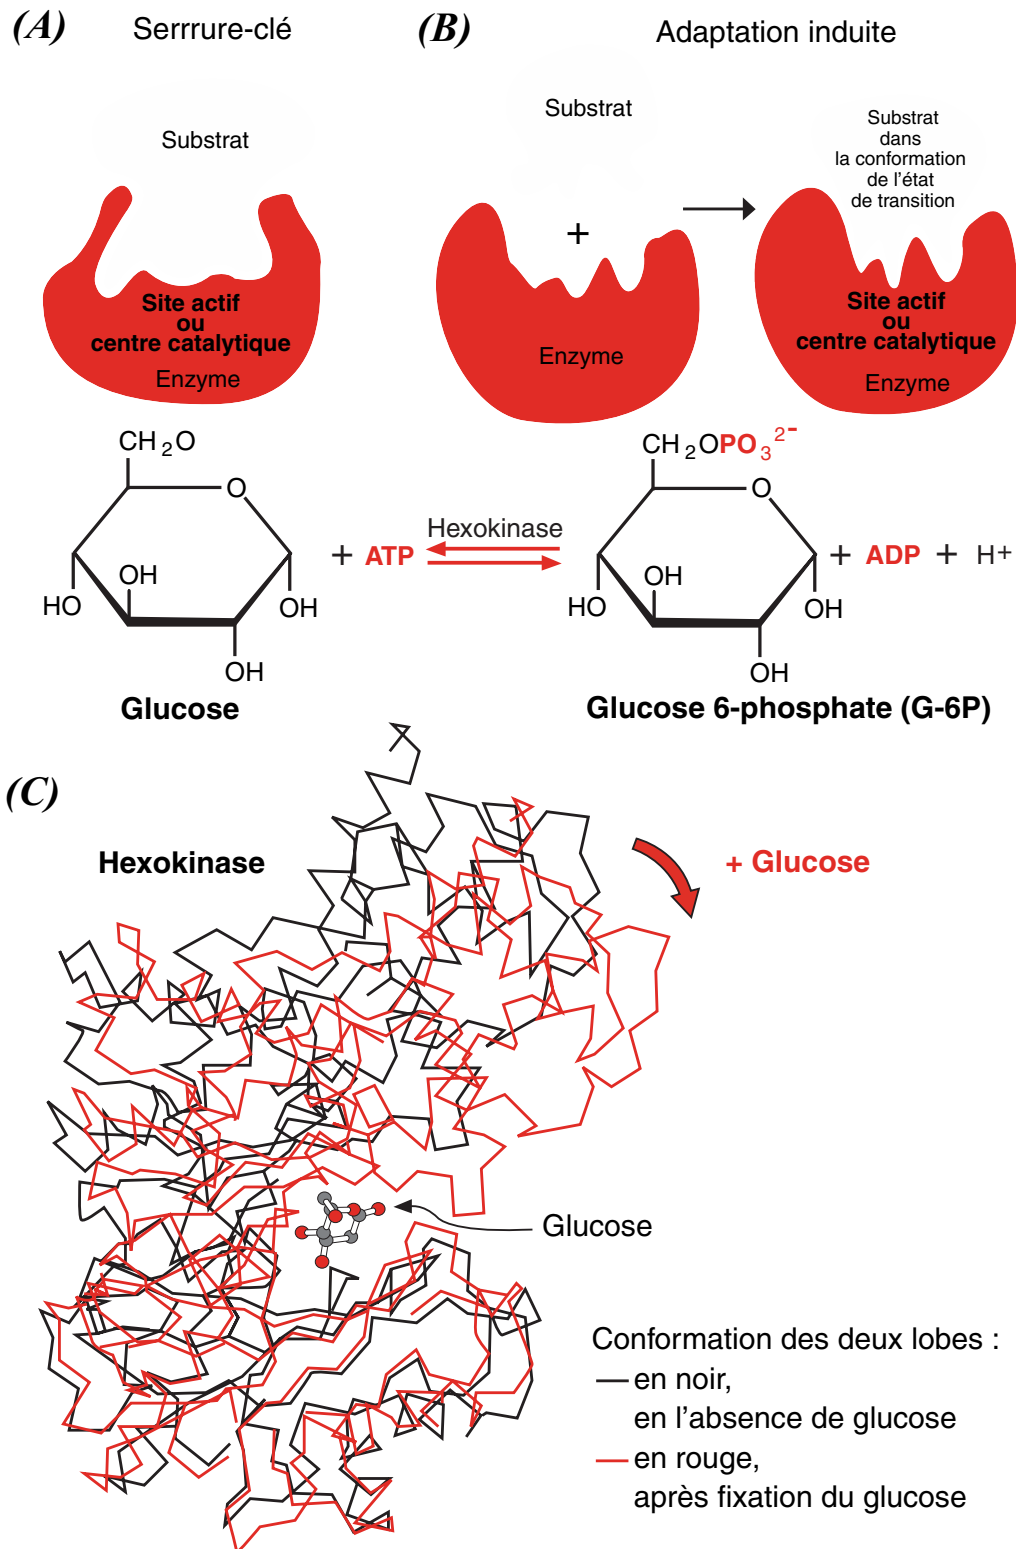 (A) Serrrure-clé
Substrat
Site actif
ou
centre catalytique
Enzyme
(B) Adaptation induite
Substrat
+
Enzyme
Substrat
dans
la conformation
de l'état
de transition
Site actif
ou
centre catalytique
Enzyme
CH2O
O
OH
HO
OH
OH
Glucose
+ ATP
Hexokinase
CH2OPO3 2-
O
OH
HO
OH
OH
+ ADP + H+
Glucose 6-phosphate (G-6P)
(C)
Hexokinase
+ Glucose
Glucose
Conformation des deux lobes :
en noir,
en l'absence de glucose
en rouge,
après fixation du glucose